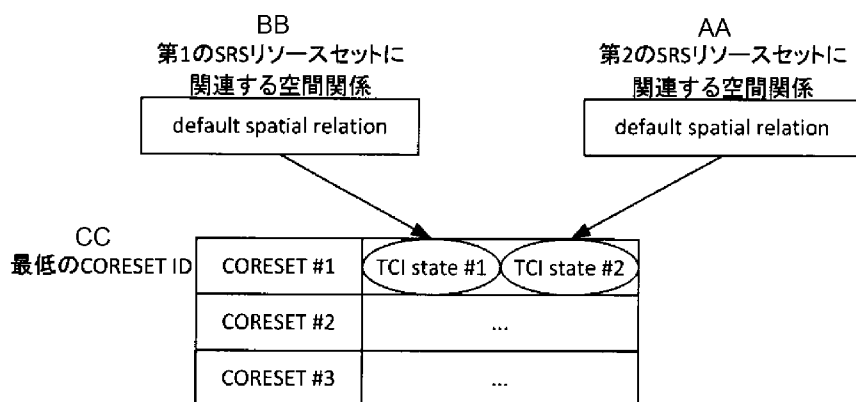 BB
第1のSRSリソースセットに
関連する空間関係
default spatial relation
AA
第2のSRSリソースセットに
関連する空間関係
default spatial relation
CC
最低のCORESET ID
CORESET #1
TCI state #1
TCI state #2
CORESET #2
...
CORESET #3
...